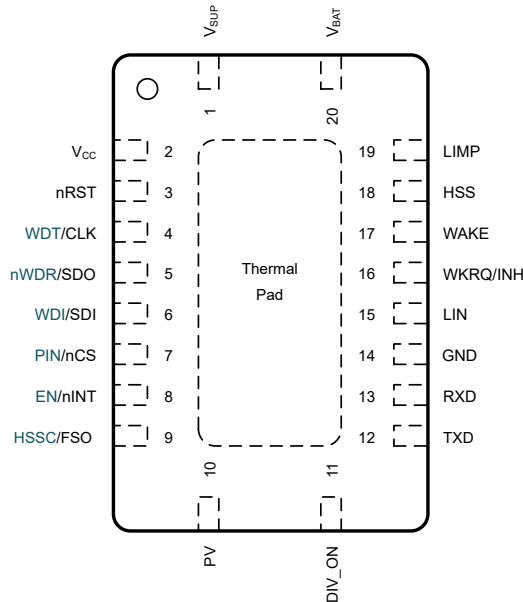 VSUP
VBAT
1
20
VCC
2
19
LIMP
nRST
3
18
HSS
WDT/CLK
4
17
WAKE
nWDR/SDO
5
16
WKRQ/INH
WDI/SDI
6
15
LIN
PIN/nCS
7
14
GND
EN/nINT
8
13
RXD
HSSC/FSO
9
12
TXD
Thermal
Pad
10
11
PV
DIV_ON